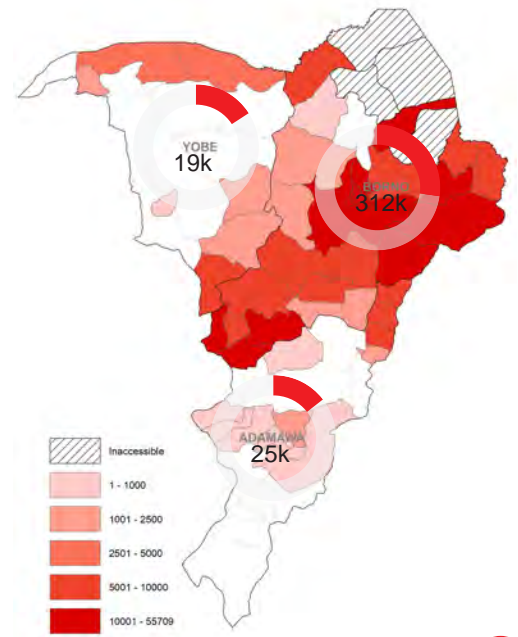 YOBE
19k
BORNO
312k
ADAMAWA
25k
Inaccessible
1 - 1000
1001 - 2500
2501 - 5000
5001 - 10000
10001 - 55709